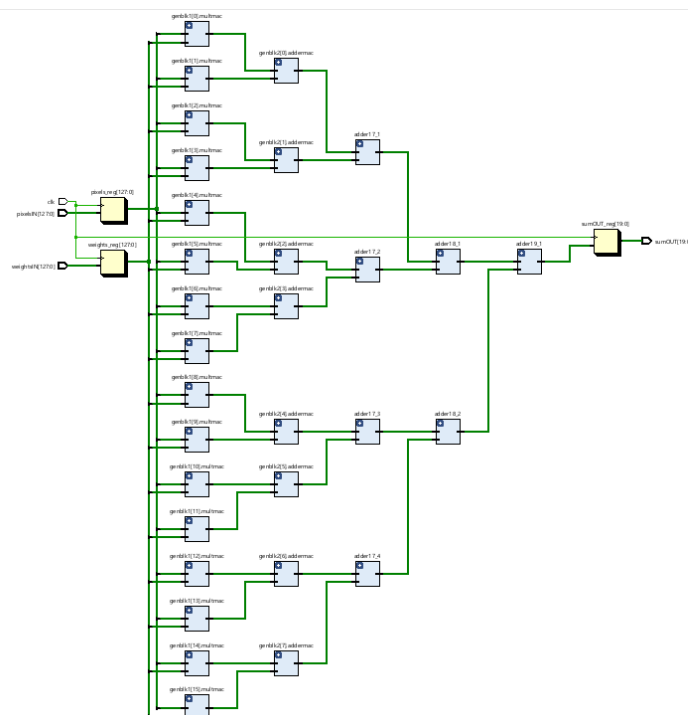 genblk1[0].multmac
genblk2[0].addermac
genblk1[1].multmac
genblk1[2].multmac
adder17_1
genblk2[1].addermac
genblk1[3].multmac
pixels_reg[127:0]
genblk1[4].multmac
clk
pixelsIN[127:0]
sumOUT_reg[19:0]
weights_reg[127:0]
genblk1[5].multmac
genblk2[2].addermac
adder17_2
adder18_1
adder19_1
sumOUT[19:0
weightsIN[127:0]
genblk1[6].multmac
genblk2[3].addermac
genblk1[7].multmac
genblk1[8].multmac
genblk1[9].multmac
genblk2[4].addermac
adder17_3
adder18_2
genblk1[10].multmac
genblk2[5].addermac
genblk1[11].multmac
genblk1[12].multmac
genblk2[6].addermac
adder17_4
genblk1[13].multmac
genblk1[14].multmac
genblk2[7].addermac
genblk1[15].multmac